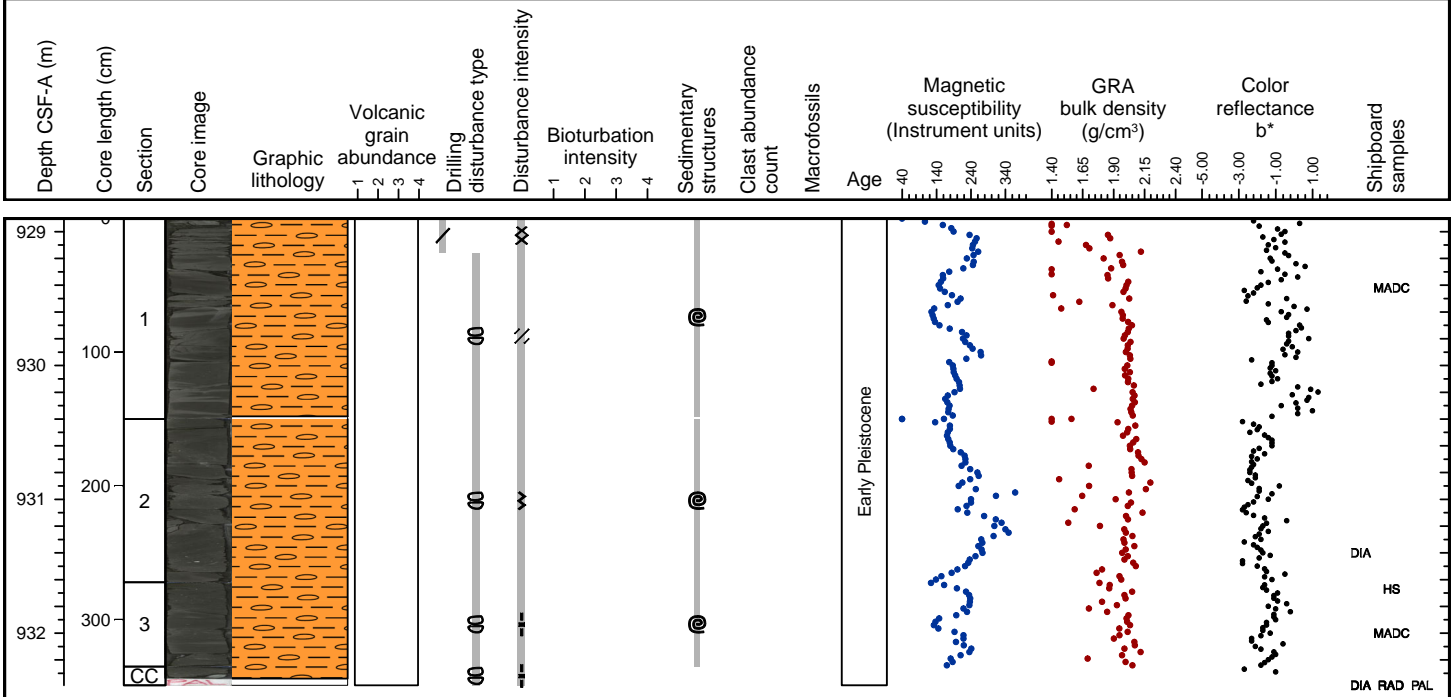 Depth CSF-A (m)
Core length (cm)
Section
Core image
Graphic
lithology
Volcanic
grain
abundance
1 2 3 4
Drilling
disturbance type
Disturbance intensity
Bioturbation
intensity
1 2 3 4
Sedimentary
structures
Clast abundance
count
Macrofossils
Age
Magnetic
susceptibility
(Instrument units)
40 140 240 340
GRA
bulk density
(g/cm³)
1.40 1.65 1.90 2.15 2.40
Color
reflectance
b*
-5.00 -3.00 -1.00 1.00
Shipboard
samples
929
930
931
932
0
100
200
300
1
2
3
CC
PAL
Early Pleistocene
MADC
DIA
HS
MADC
DIA RAD PAL